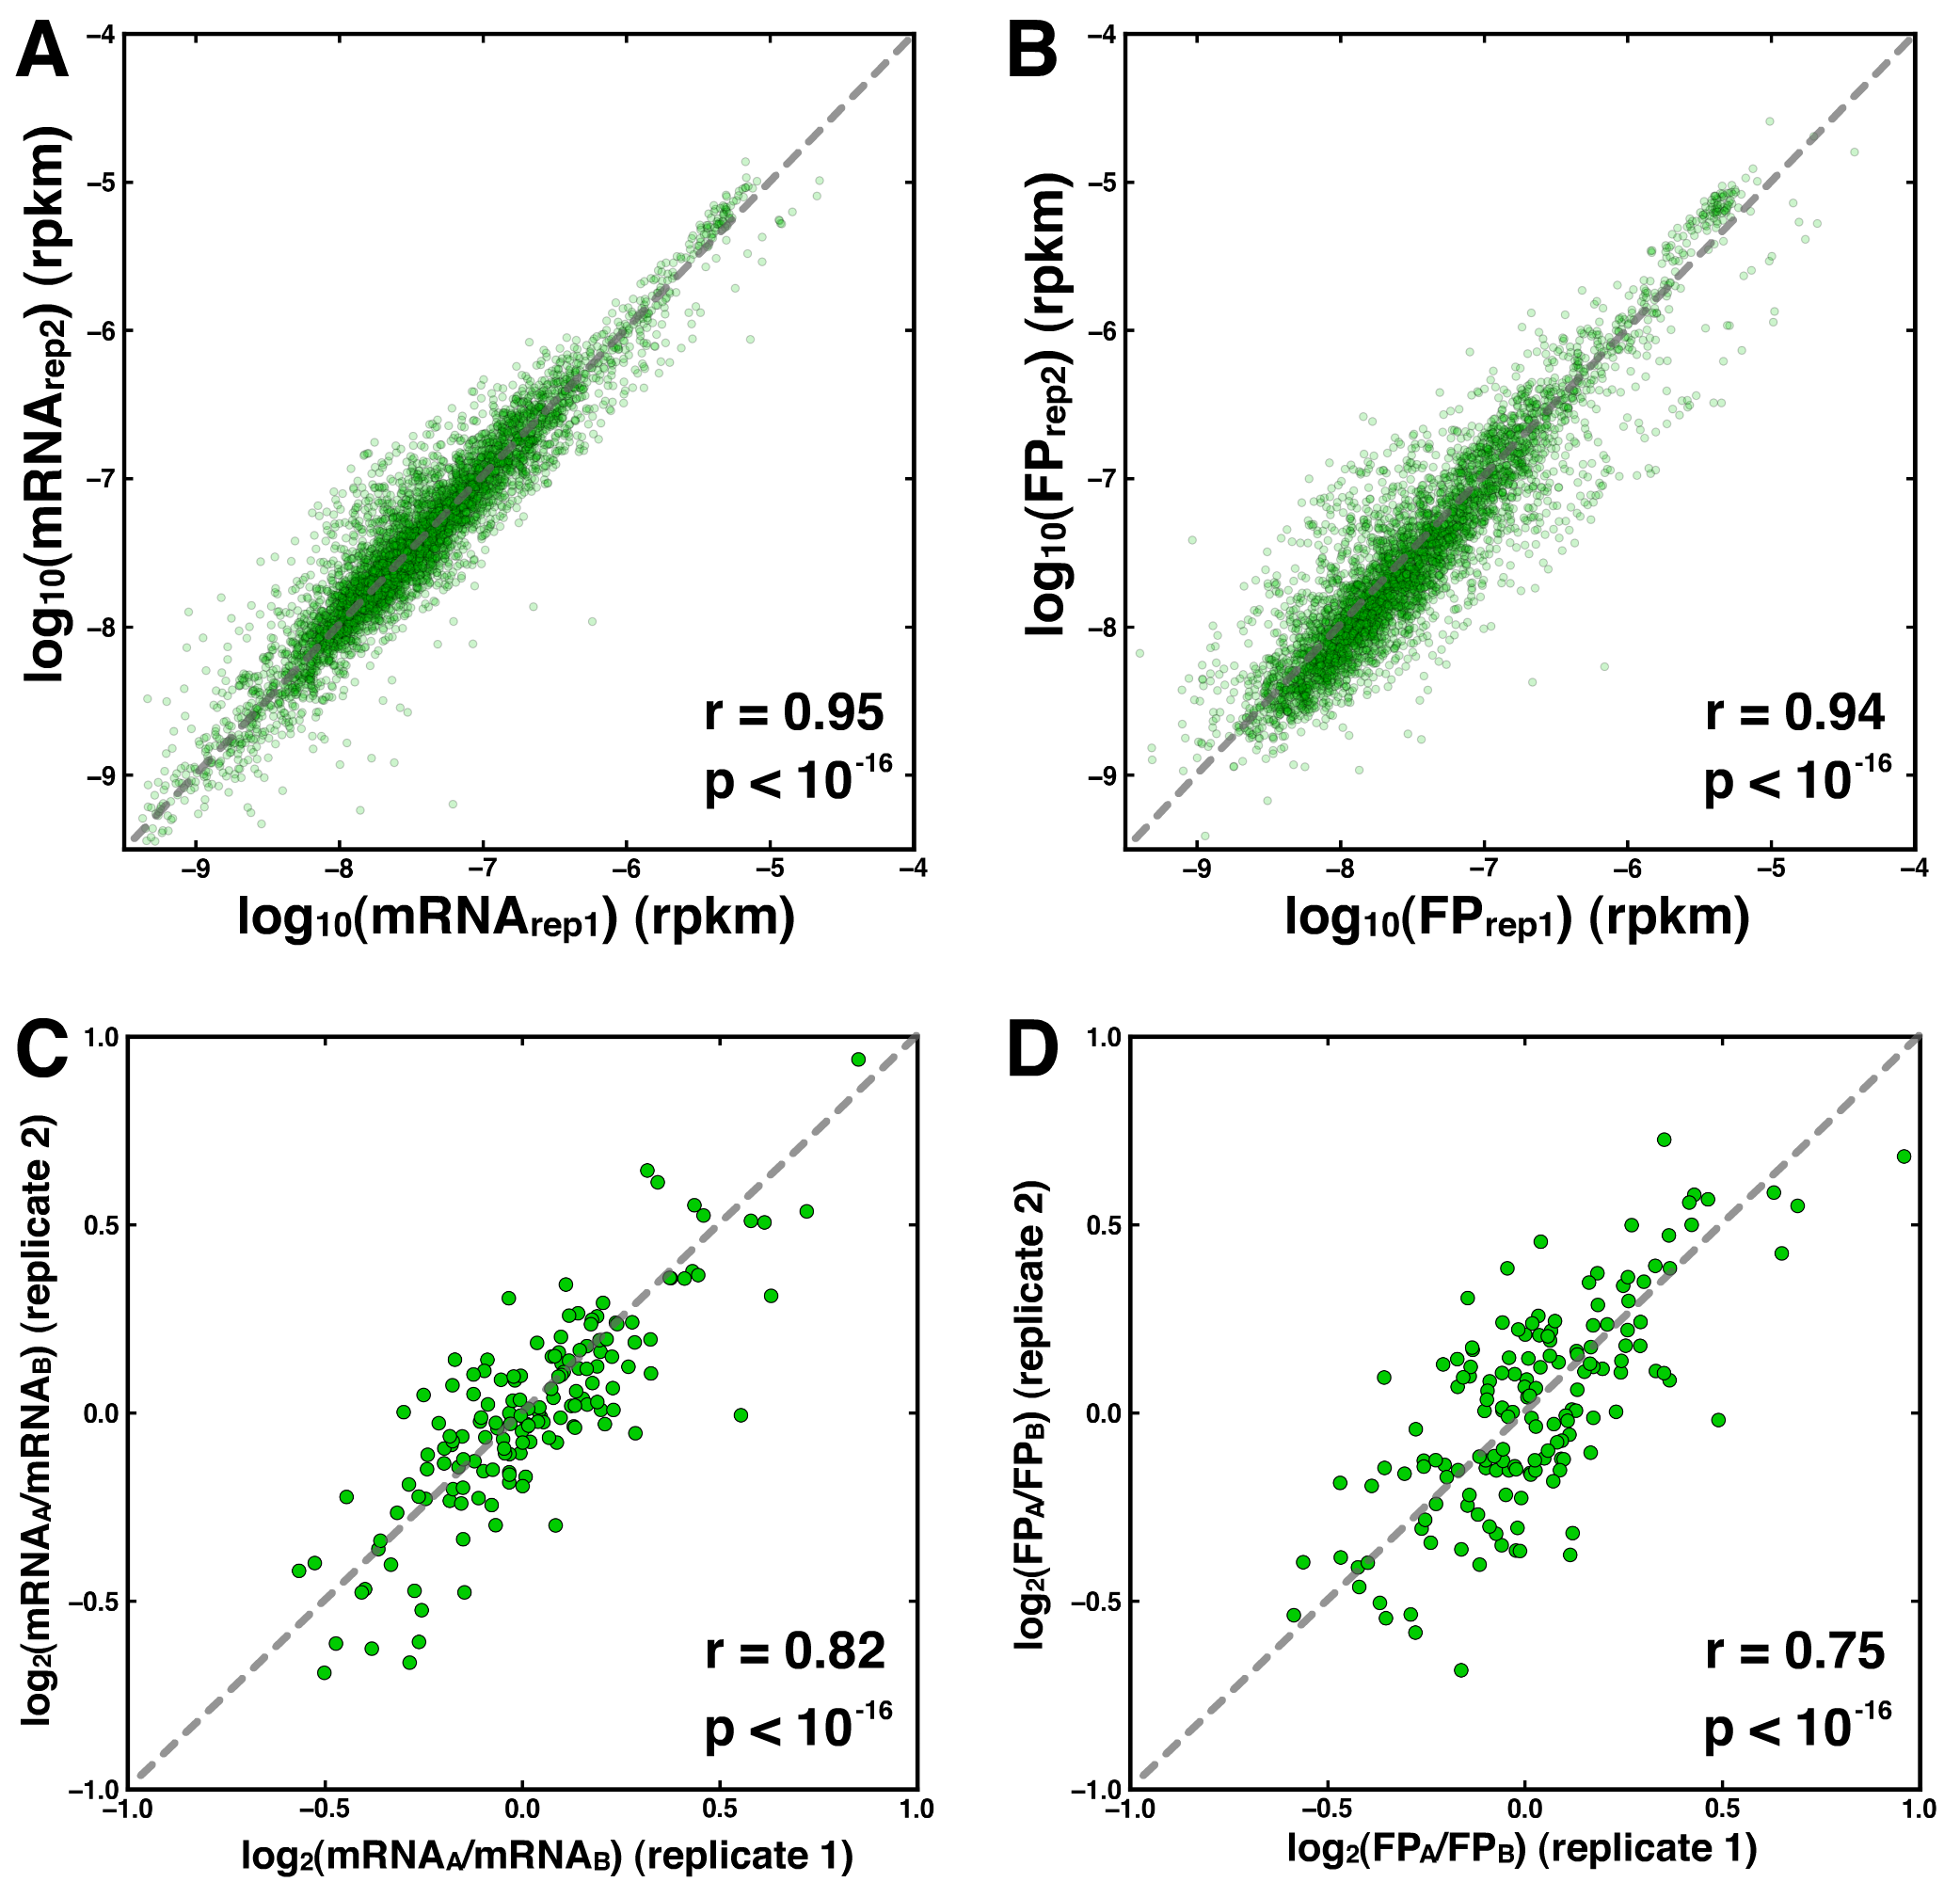 A
−4
−5
−6
−7
−8
−9
log10(mRNArep2) (rpkm)
r = 0.95
p < 10-16
−9 −8 −7 −6 −5 −4
log10(mRNArep1) (rpkm)
B
−4
−5
−6
−7
−8
−9
log10(FPrep2) (rpkm)
r = 0.94
p < 10-16
−9 −8 −7 −6 −5 −4
log10(FPrep1) (rpkm)
C
1.0
0.5
0.0
−0.5
−1.0
log2(mRNAA/mRNAB) (replicate 2)
r = 0.82
p < 10-16
−1.0 −0.5 0.0 0.5 1.0
log2(mRNAA/mRNAB) (replicate 1)
D
1.0
0.5
0.0
−0.5
−1.0
log2(FPA/FPB) (replicate 2)
r = 0.75
p < 10-16
−1.0 −0.5 0.0 0.5 1.0
log2(FPA/FPB) (replicate 1)